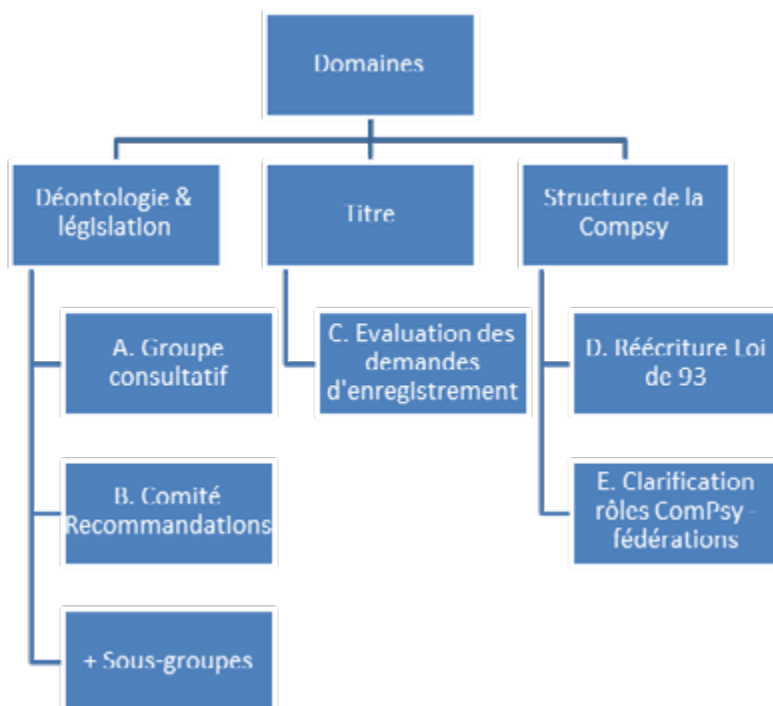 Domaines
Déontologie &
législation
Titre
Structure de la
Compsy
A. Groupe
consultatif
C. Evaluation des
demandes
d'enregistrement
D. Réécriture Loi
de 93
B. Comité
Recommandations
E. Clarification
rôles ComPsy -
fédérations
+ Sous-groupes